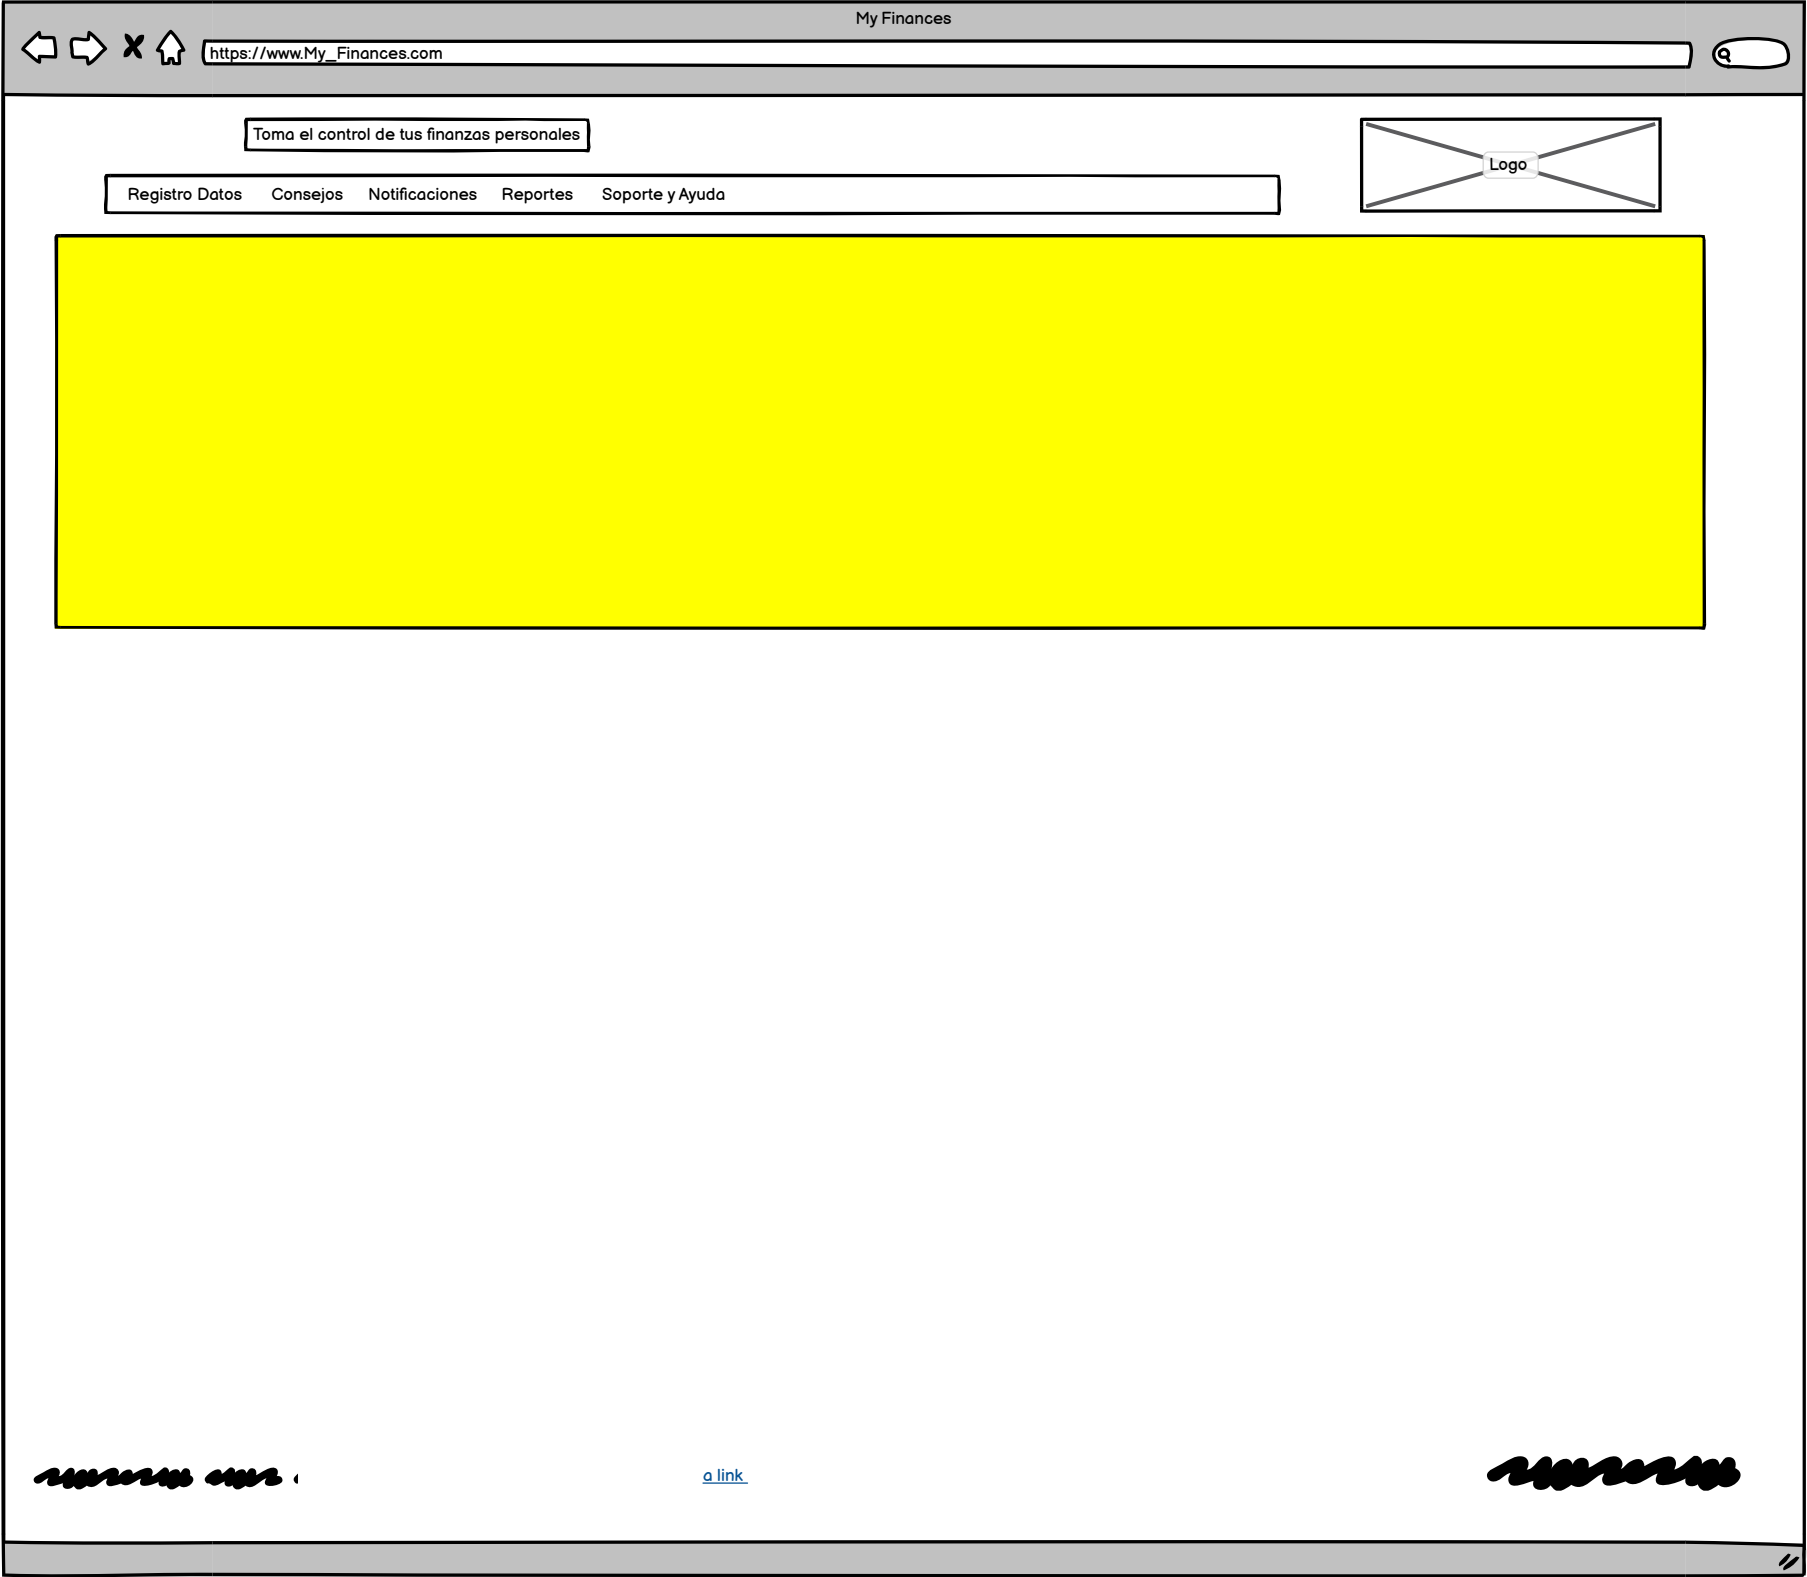 My Finances
https://www.My_Finances.com
Toma el control de tus finanzas personales
Logo
Registro Datos Consejos Notificaciones Reportes Soporte y Ayuda
a link